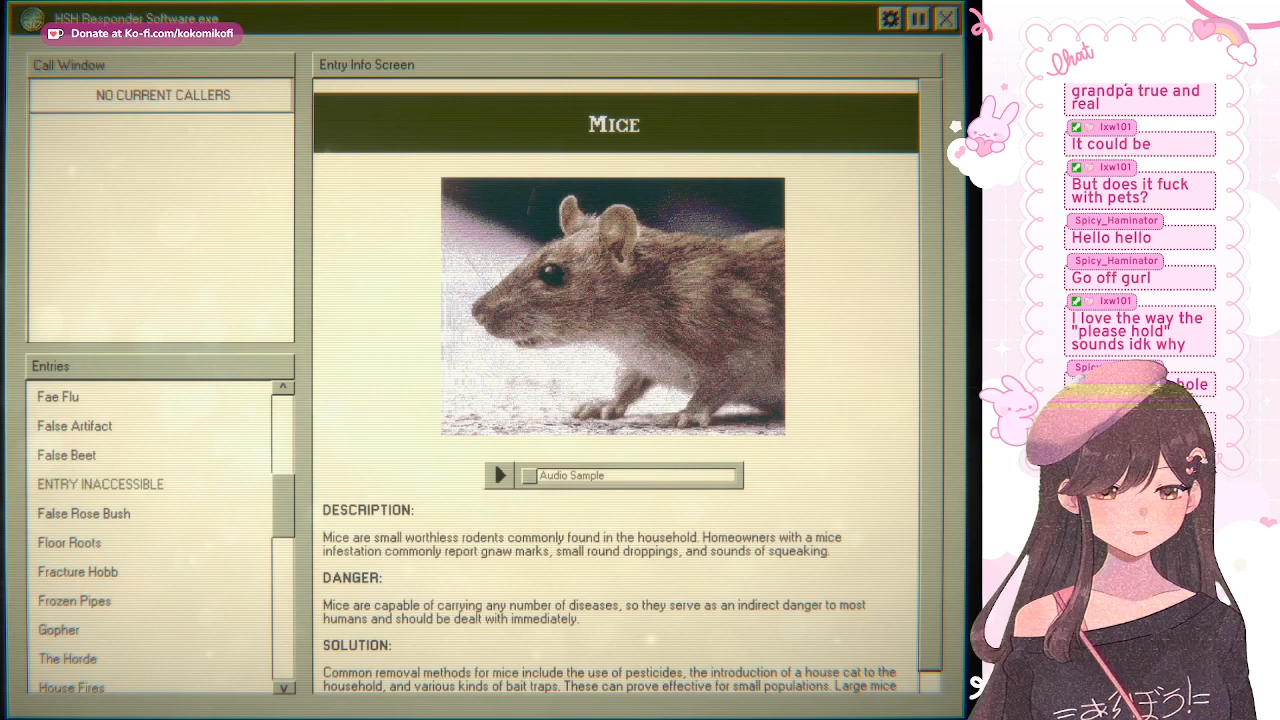 HSH Responder Software.exe
Donate at Ko-fi.com/kokomikofi
Call Window
NO CURRENT CALLERS
Entries
Fae Flu
False Artifact
False Beet
ENTRY INACCESSIBLE
False Rose Bush
Floor Roots
Fracture Hobb
Frozen Pipes
Gopher
The Horde
House Fires
Entry Info Screen
MICE
Audio Sample
DESCRIPTION:
Mice are small worthless rodents commonly found in the household. Homeowners with a mice
infestation commonly report gnaw marks, small round droppings, and sounds of squeaking.
DANGER:
Mice are capable of carrying any number of diseases, so they serve as an indirect danger to most
humans and should be dealt with immediately.
SOLUTION:
Common removal methods for mice include the use of pesticides, the introduction of a house cat to the
household, and various kinds of bait traps. These can prove effective for small populations. Large mice
Chat
grandpa true and
real
lxw101
It could be
lxw101
But does it fuck
with pets?
Spicy_Haminator
Hello hello
Spicy_Haminator
Go off gurl
lxw101
I love the way the
"please hold"
sounds idk why
hole